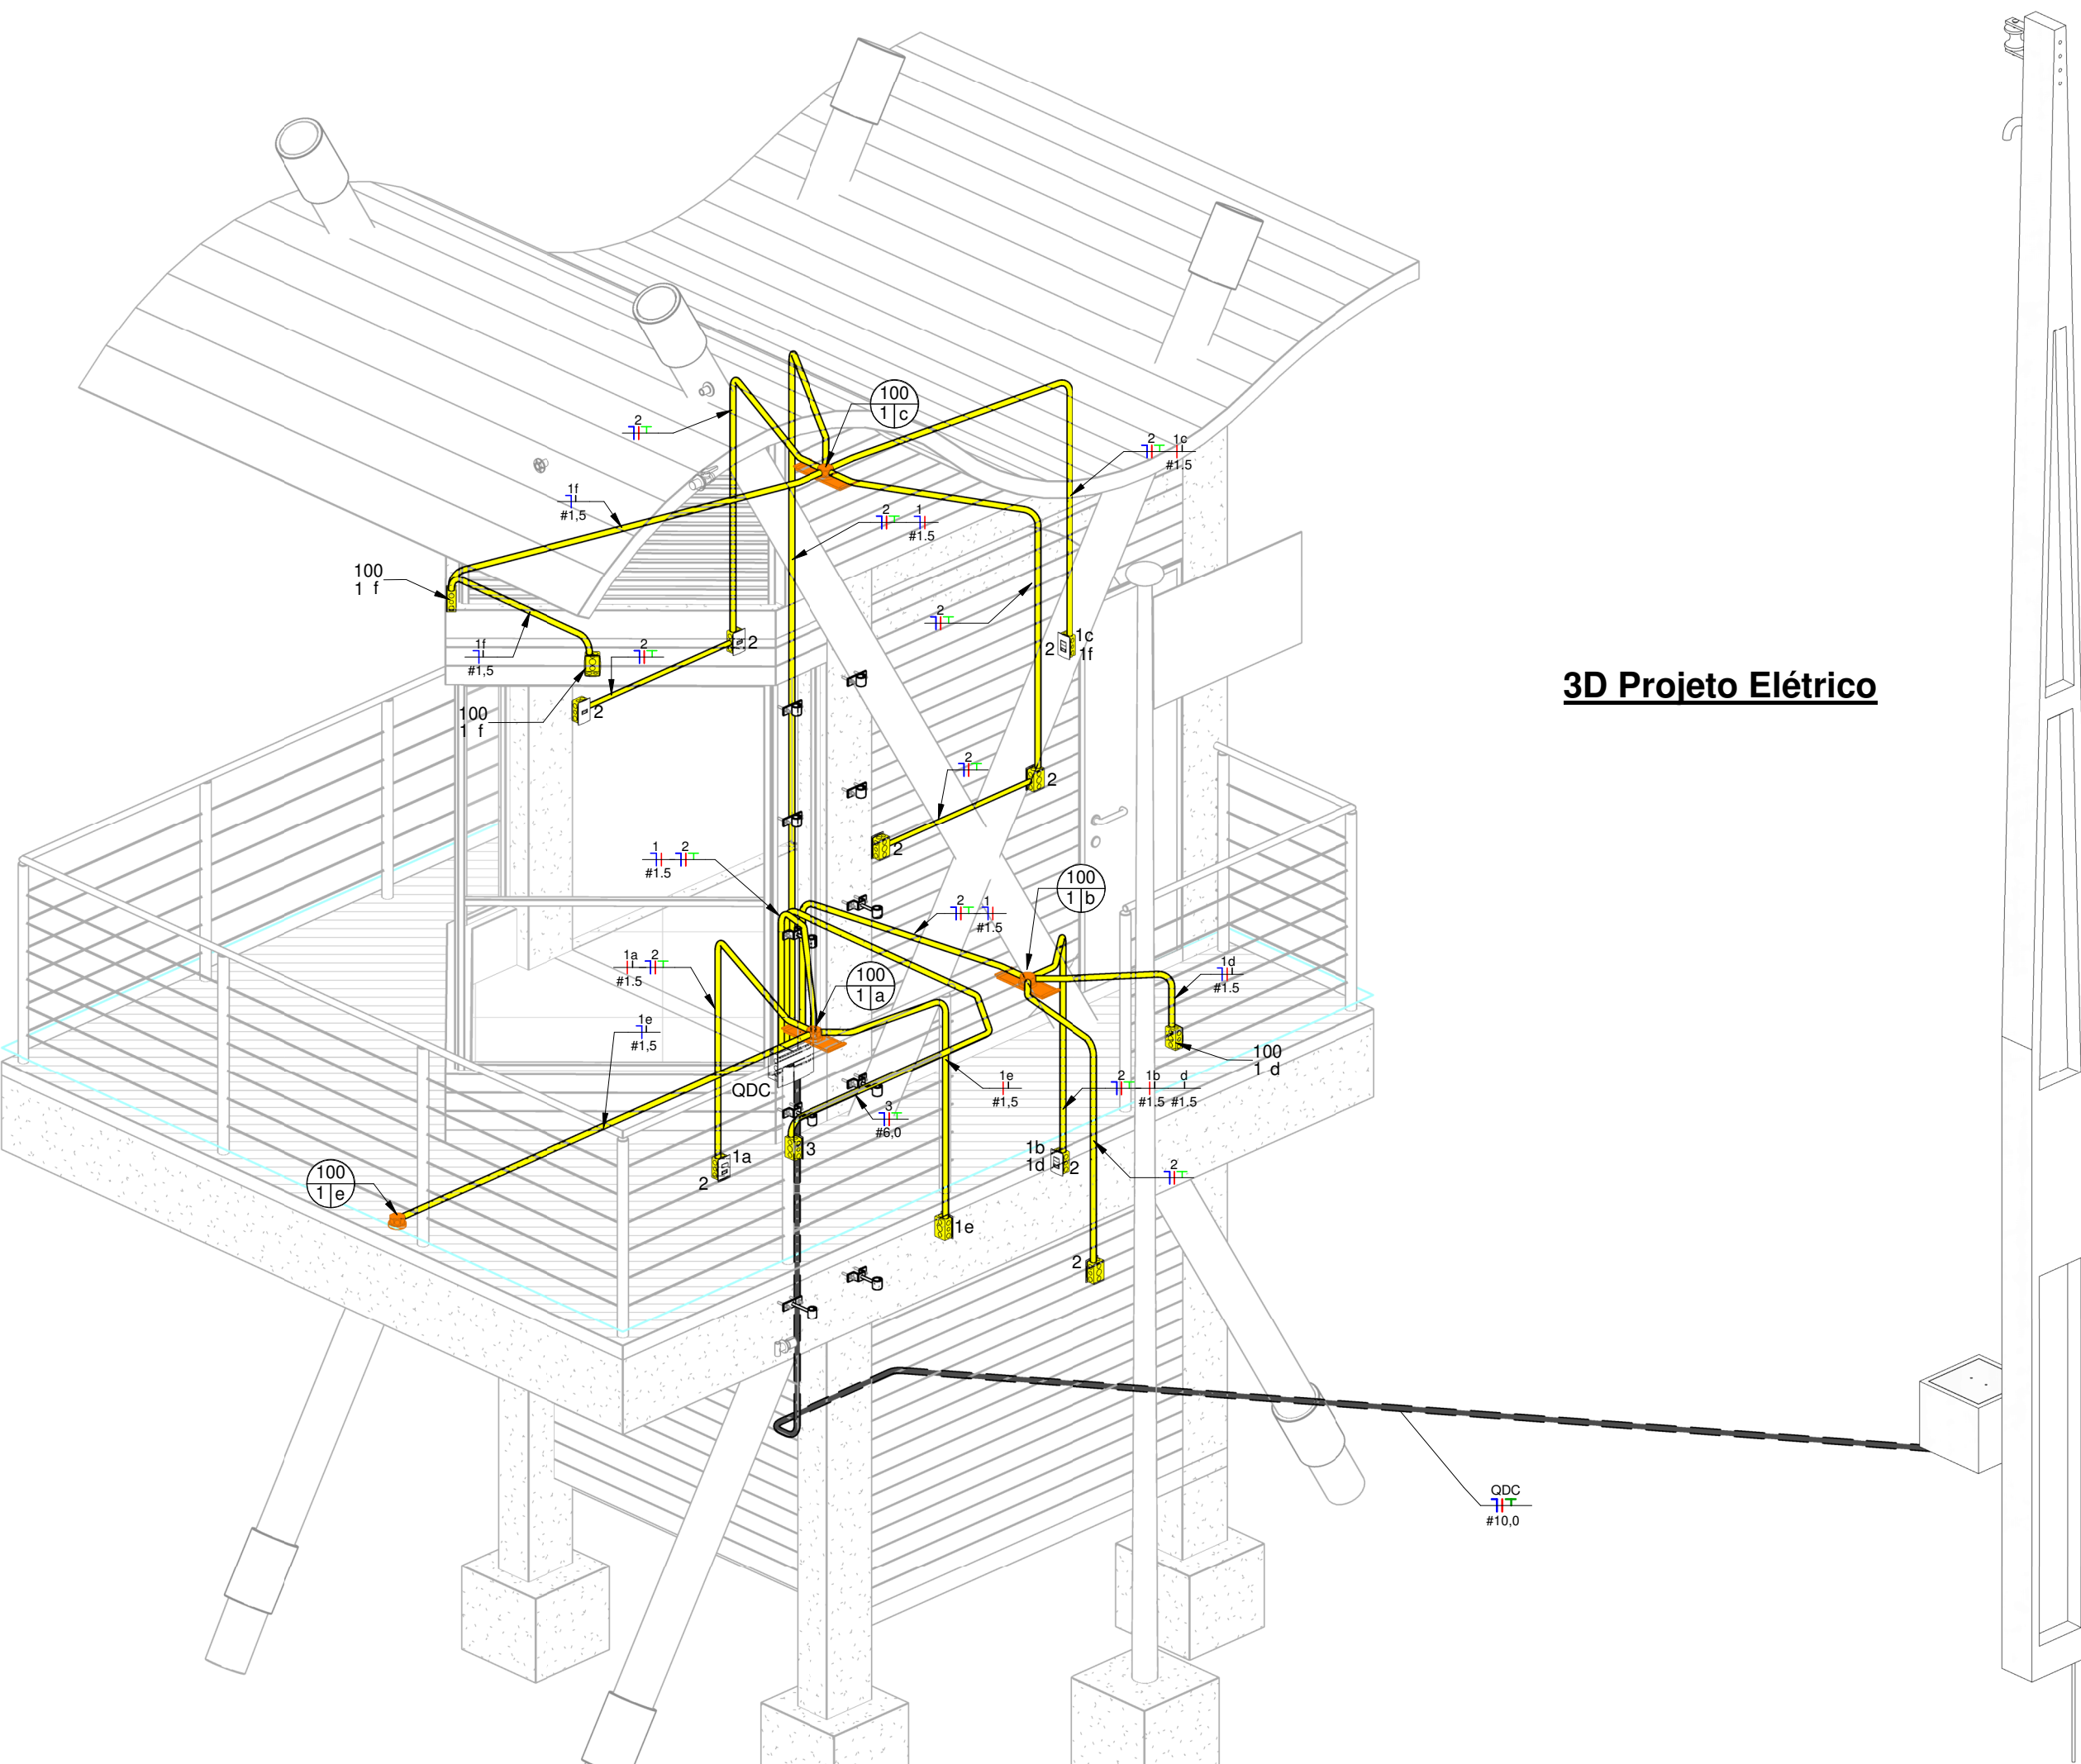 100
1 c
2
2 1c
#1.5
1f
#1,5
2 1
#1.5
100
1 f
2
1f
#1,5
2
2
1c
2
1f
3D Projeto Elétrico
100
1 f
2
2
2
2
1 2
#1.5
100
1 b
2 1
#1.5
1a 2
#1.5
100
1 a
1d
#1.5
1e
#1,5
100
1 d
QDC
1e
#1,5
2 1b d
#1.5 #1.5
3
#6,0
3
1a
2
1b
1d 2
2
100
1 e
1e
2
QDC
#10,0